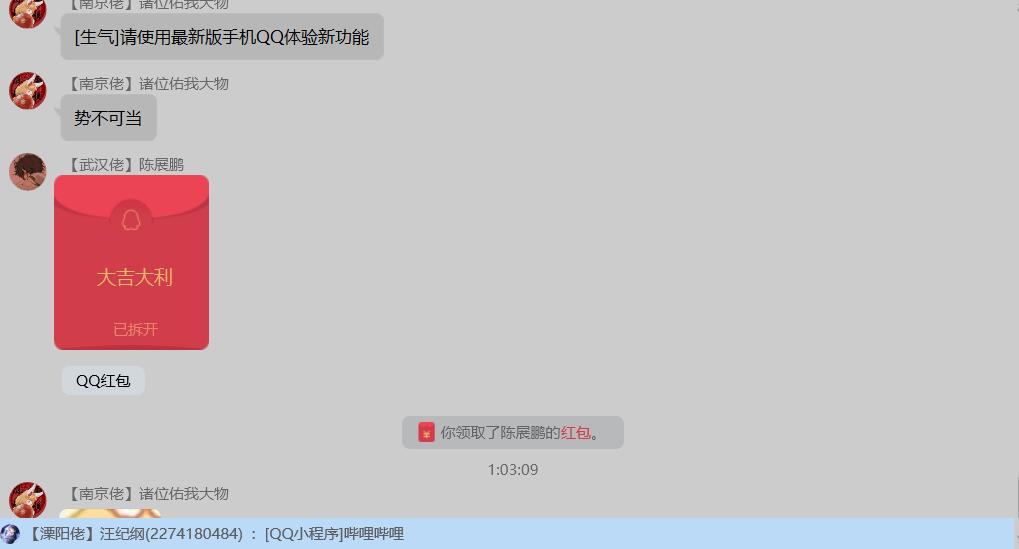 【南京佬】诸位佑我大物
[生气]请使用最新版手机QQ体验新功能
【南京佬】诸位佑我大物
势不可当
【武汉佬】陈展鹏
大吉大利
已拆开
QQ红包
你领取了陈展鹏的红包。
1:03:09
【南京佬】诸位佑我大物
【溧阳佬】汪纪纲(2274180484) ：[QQ小程序]哔哩哔哩